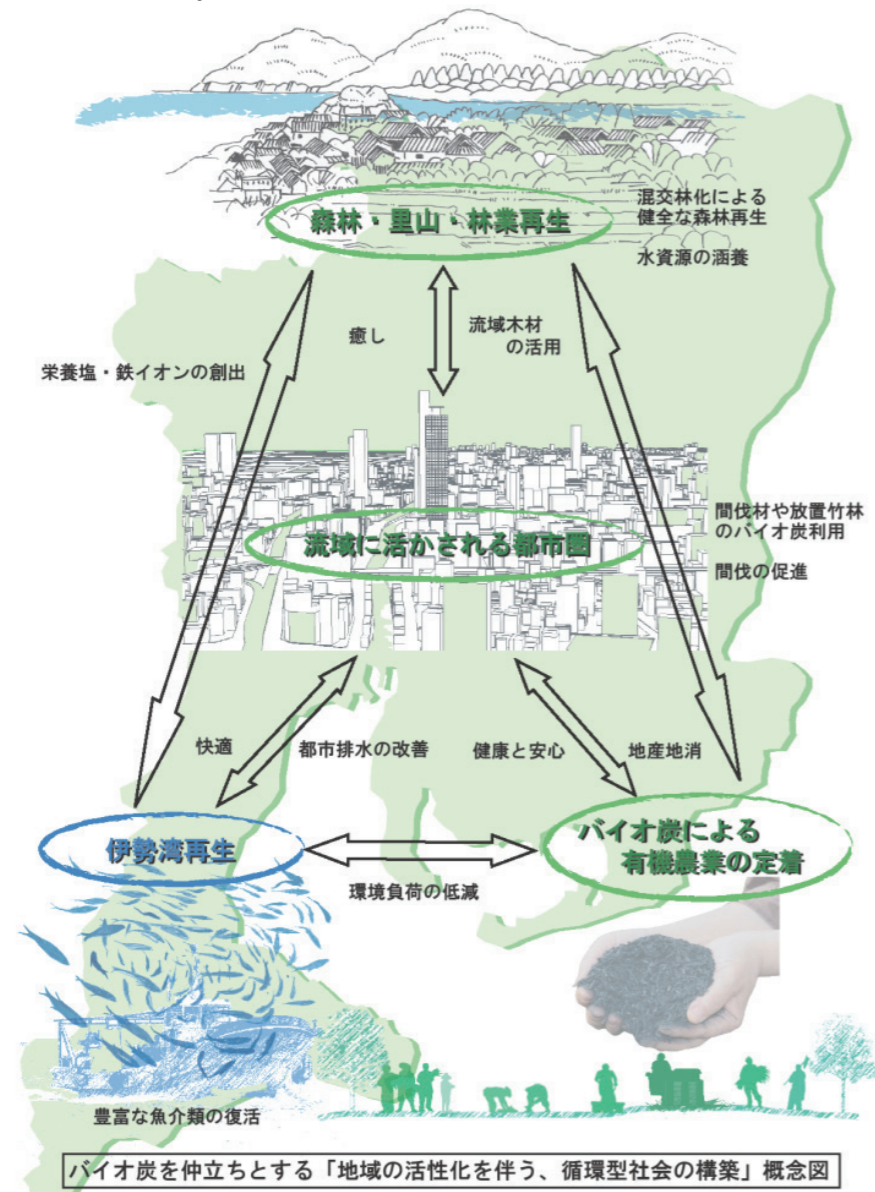 森林・里山・林業再生
混交林化による
健全な森林再生
水資源の涵養
癒し
流域木材
の活用
栄養塩・鉄イオンの創出
流域に活かされる都市圏
間伐材や放置竹林
のバイオ炭利用
間伐の促進
快適
都市排水の改善
健康と安心
地産地消
伊勢湾再生
バイオ炭による
有機農業の定着
環境負荷の低減
豊富な魚介類の復活
バイオ炭を仲立ちとする「地域の活性化を伴う、循環型社会の構築」概念図